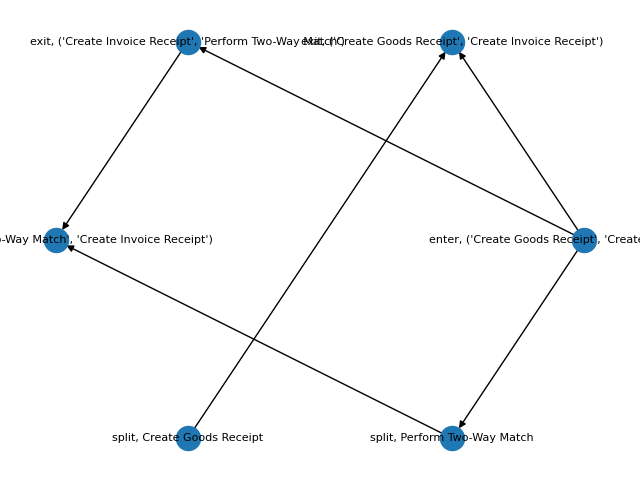 exit, ('Create Invoice Receipt', 'Perform Two-Way Match')
exit, ('Create Goods Receipt', 'Create Invoice Receipt')
-Way Match', 'Create Invoice Receipt')
enter, ('Create Goods Receipt', 'Create
split, Create Goods Receipt
split, Perform Two-Way Match